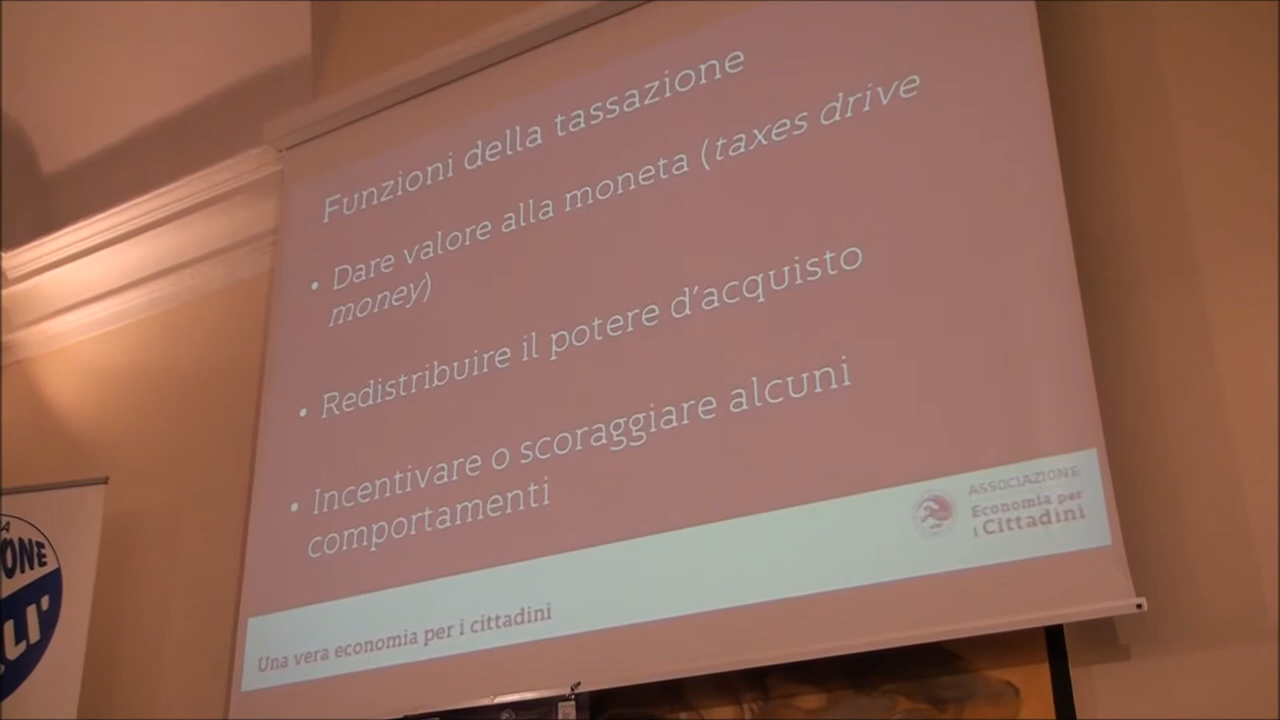 Funzioni della tassazione
• Dare valore alla moneta (taxes drive
money)
• Redistribuire il potere d'acquisto
• Incentivare o scoraggiare alcuni
comportamenti
ASSOCIAZIONE
Economia per
i Cittadini
Una vera economia per i cittadini